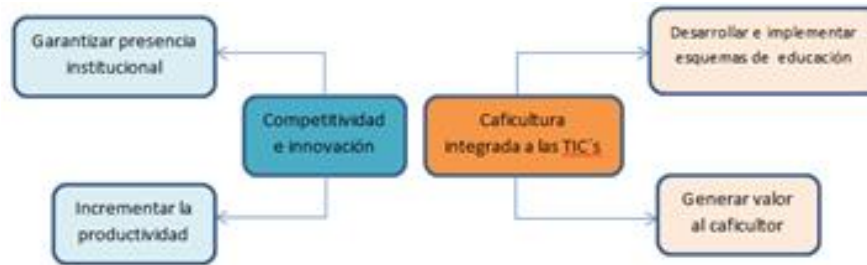 Garantizar presencia
institucional
Desarrollar e implementar
esquemas de educación
Competitividad
e innovación
Caficultura
integrada a las TIC´s
Incrementar la
productividad
Generar valor
al caficultor